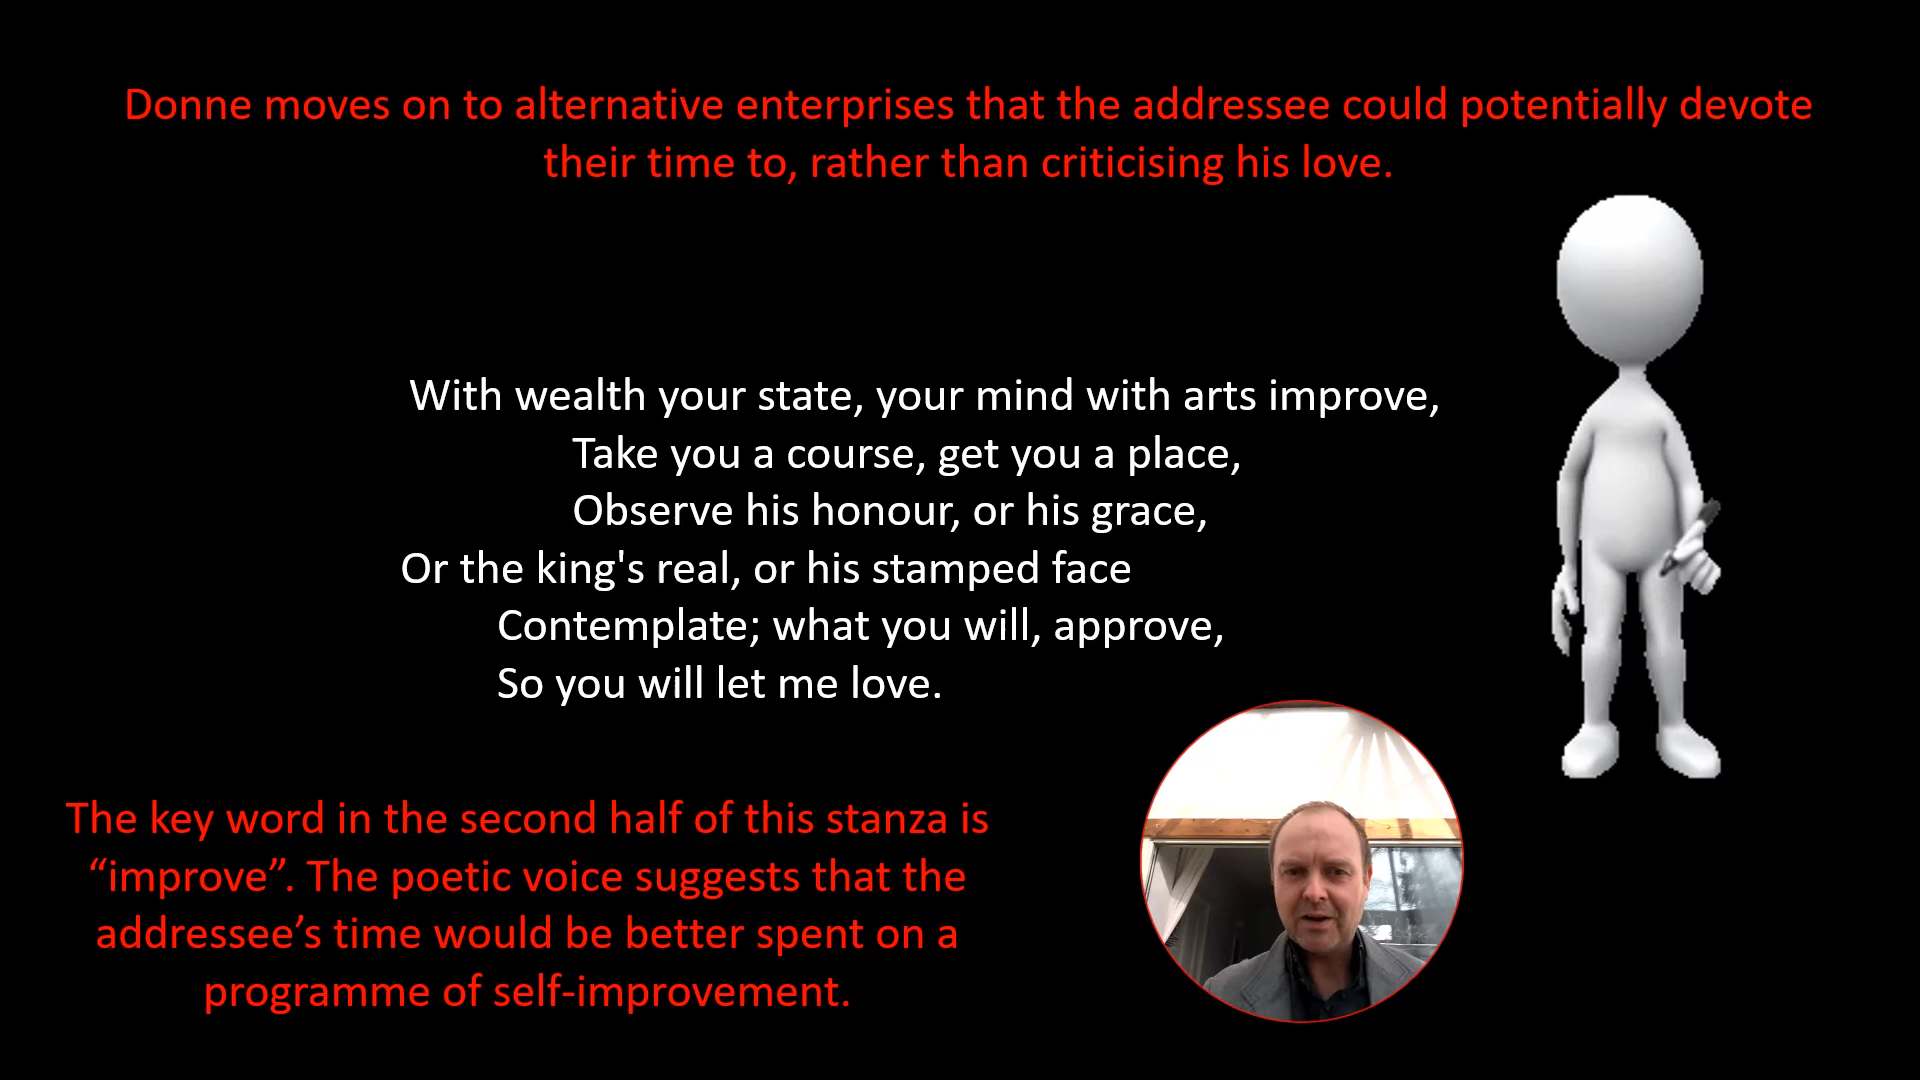 Donne moves on to alternative enterprises that the addressee could potentially devote
their time to, rather than criticising his love.
With wealth your state, your mind with arts improve,
Take you a course, get you a place,
Observe his honour, or his grace,
Or the king's real, or his stamped face
Contemplate; what you will, approve,
So you will let me love.
The key word in the second half of this stanza is
“improve”. The poetic voice suggests that the
addressee’s time would be better spent on a
programme of self-improvement.